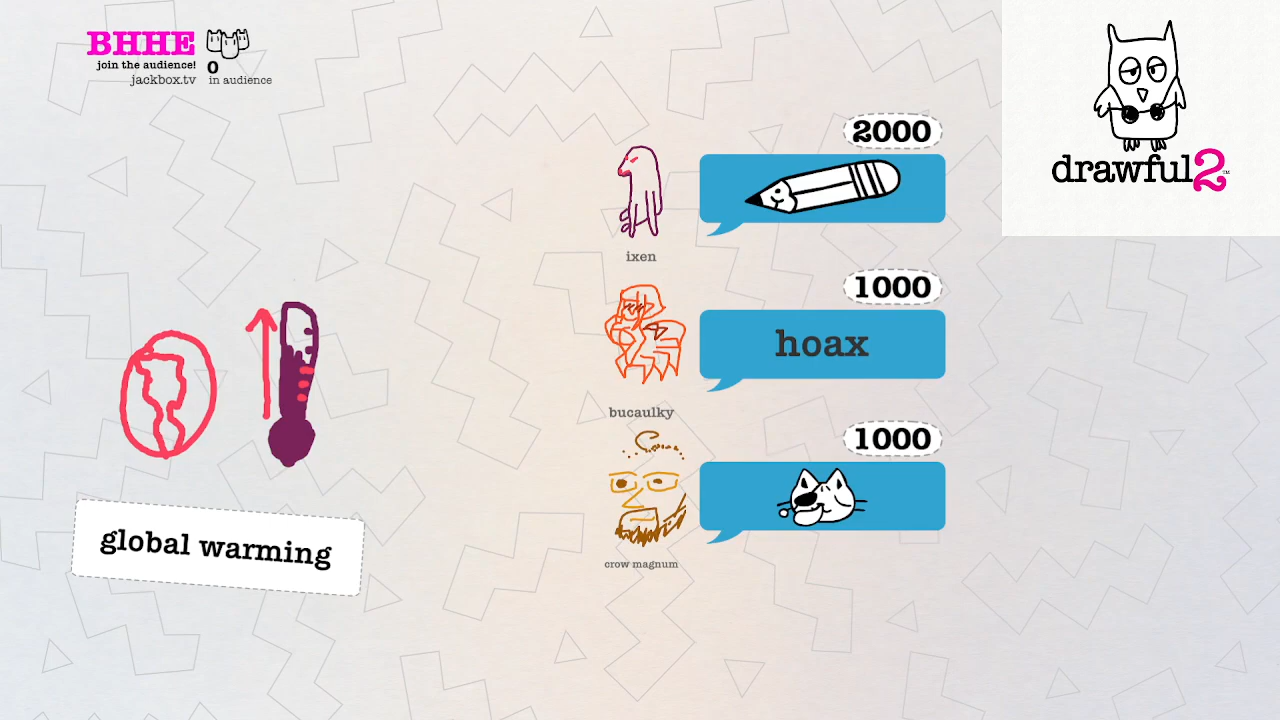 BHHE
join the audience!
jackbox.tv
0
in audience
drawful2™
2000
ixen
1000
hoax
bucaulky
1000
crow magnum
global warming